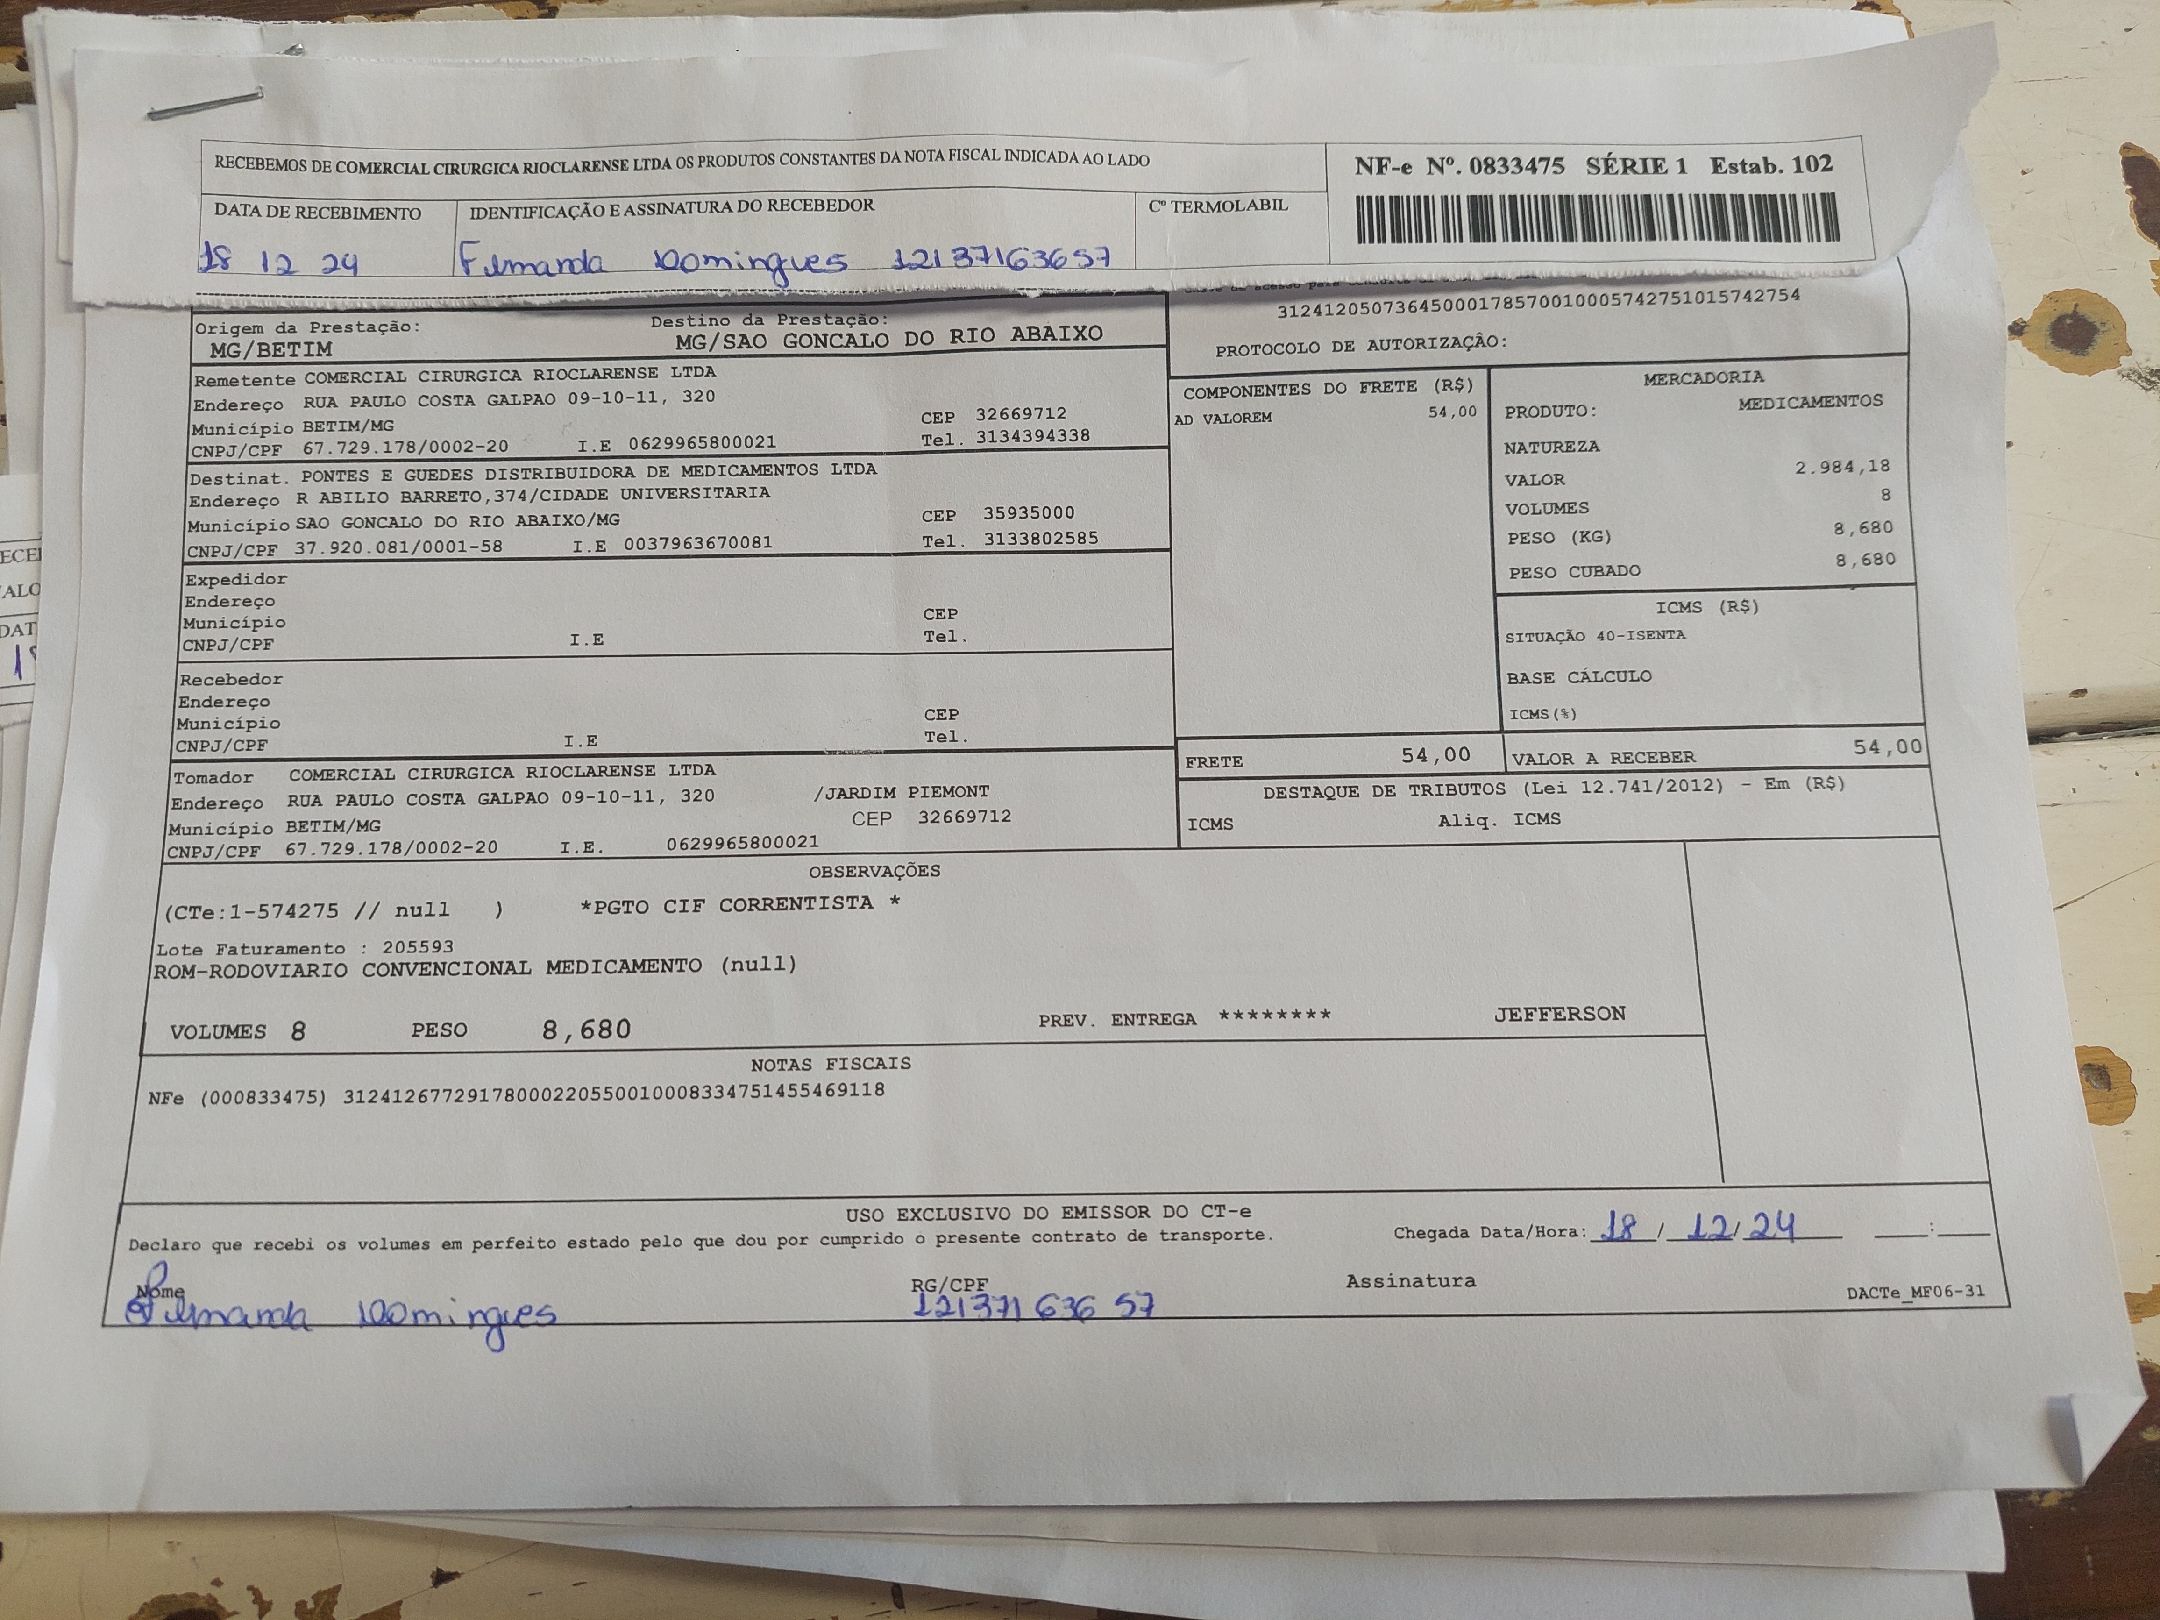 RECEBEMOS DE COMERCIAL CIRURGICA RIOCLARENSE LTDA OS PRODUTOS CONSTANTES DA NOTA FISCAL INDICADA AO LADO
NF-e Nº. 0833475 SÉRIE 1 Estab. 102
DATA DE RECEBIMENTO
IDENTIFICAÇÃO E ASSINATURA DO RECEBEDOR
Cº TERMOLABIL
18 12 24
Fernanda Domingues 12137163657
31241205073645000178570010005742751015742754
PROTOCOLO DE AUTORIZAÇÃO:
Origem da Prestação:
MG/BETIM
Destino da Prestação:
MG/SAO GONCALO DO RIO ABAIXO
Remetente COMERCIAL CIRURGICA RIOCLARENSE LTDA
Endereço RUA PAULO COSTA GALPAO 09-10-11, 320
Município BETIM/MG CEP 32669712
CNPJ/CPF 67.729.178/0002-20 I.E 0629965800021 Tel. 3134394338
Destinat. PONTES E GUEDES DISTRIBUIDORA DE MEDICAMENTOS LTDA
Endereço R ABILIO BARRETO,374/CIDADE UNIVERSITARIA
Município SAO GONCALO DO RIO ABAIXO/MG CEP 35935000
CNPJ/CPF 37.920.081/0001-58 I.E 0037963670081 Tel. 3133802585
Expedidor
Endereço
Município CEP
CNPJ/CPF I.E Tel.
Recebedor
Endereço
Município CEP
CNPJ/CPF I.E Tel.
Tomador COMERCIAL CIRURGICA RIOCLARENSE LTDA
Endereço RUA PAULO COSTA GALPAO 09-10-11, 320 /JARDIM PIEMONT
Município BETIM/MG CEP 32669712
CNPJ/CPF 67.729.178/0002-20 I.E. 0629965800021
COMPONENTES DO FRETE (R$)
AD VALOREM 54,00
MERCADORIA
PRODUTO: MEDICAMENTOS
NATUREZA
VALOR 2.984,18
VOLUMES 8
PESO (KG) 8,680
PESO CUBADO 8,680
ICMS (R$)
SITUAÇÃO 40-ISENTA
BASE CÁLCULO
ICMS(%)
FRETE 54,00
VALOR A RECEBER 54,00
DESTAQUE DE TRIBUTOS (Lei 12.741/2012) - Em (R$)
ICMS Aliq. ICMS
OBSERVAÇÕES
(CTe:1-574275 // null ) *PGTO CIF CORRENTISTA *
Lote Faturamento : 205593
ROM-RODOVIARIO CONVENCIONAL MEDICAMENTO (null)
VOLUMES 8 PESO 8,680 PREV. ENTREGA ******** JEFFERSON
NOTAS FISCAIS
NFe (000833475) 31241267729178000220550010008334751455469118
USO EXCLUSIVO DO EMISSOR DO CT-e
Declaro que recebi os volumes em perfeito estado pelo que dou por cumprido o presente contrato de transporte.
Chegada Data/Hora: 18 / 12 / 24 :
Nome RG/CPF Assinatura
Fernanda Domingues 121371 636 57
DACTe_MF06-31